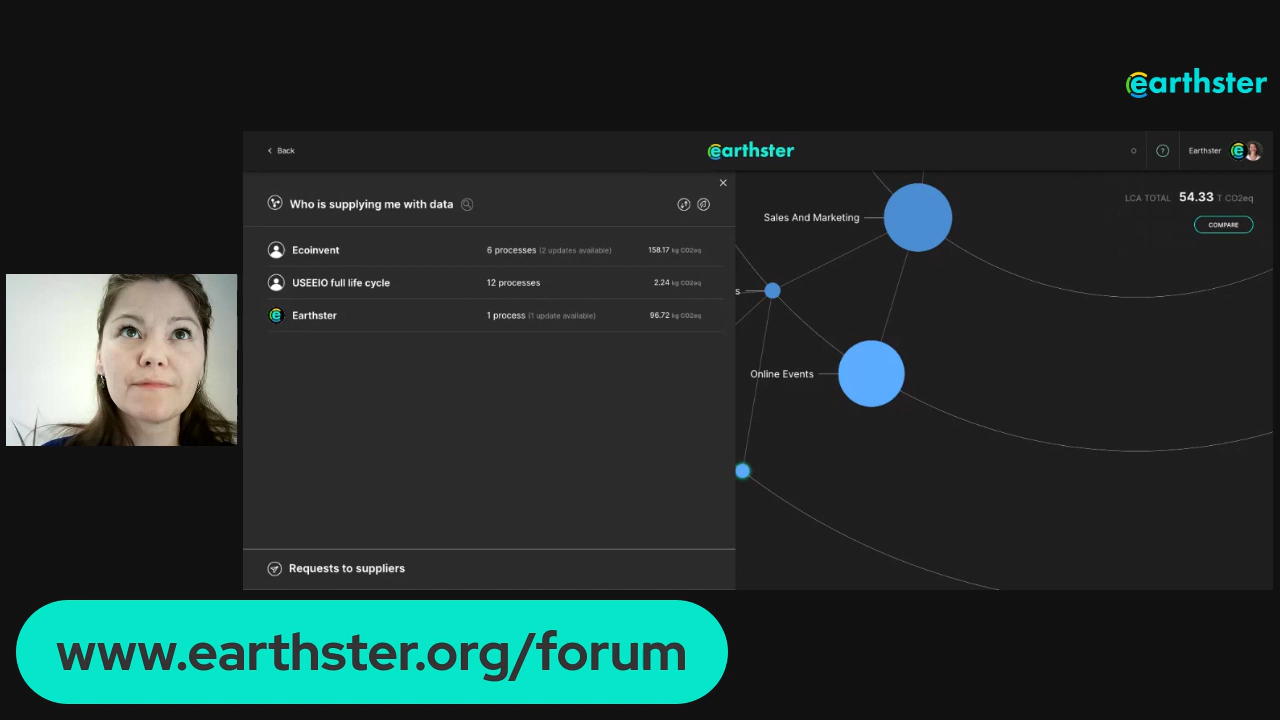 earthster
Back
earthster
?
Earthster
Who is supplying me with data
Ecoinvent 6 processes (2 updates available) 158.17 kg CO2eq
USEEIO full life cycle 12 processes 2.24 kg CO2eq
Earthster 1 process (1 update available) 96.72 kg CO2eq
Requests to suppliers
LCA TOTAL 54.33 T CO2eq
COMPARE
Sales And Marketing
s
Online Events
www.earthster.org/forum